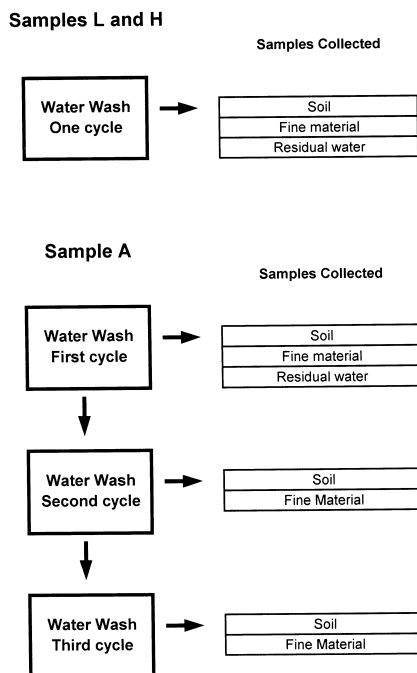 Samples L and H
Samples Collected
Water Wash
One cycle
Soil
Fine material
Residual water
Sample A
Samples Collected
Water Wash
First cycle
Soil
Fine material
Residual water
Water Wash
Second cycle
Soil
Fine Material
Water Wash
Third cycle
Soil
Fine Material